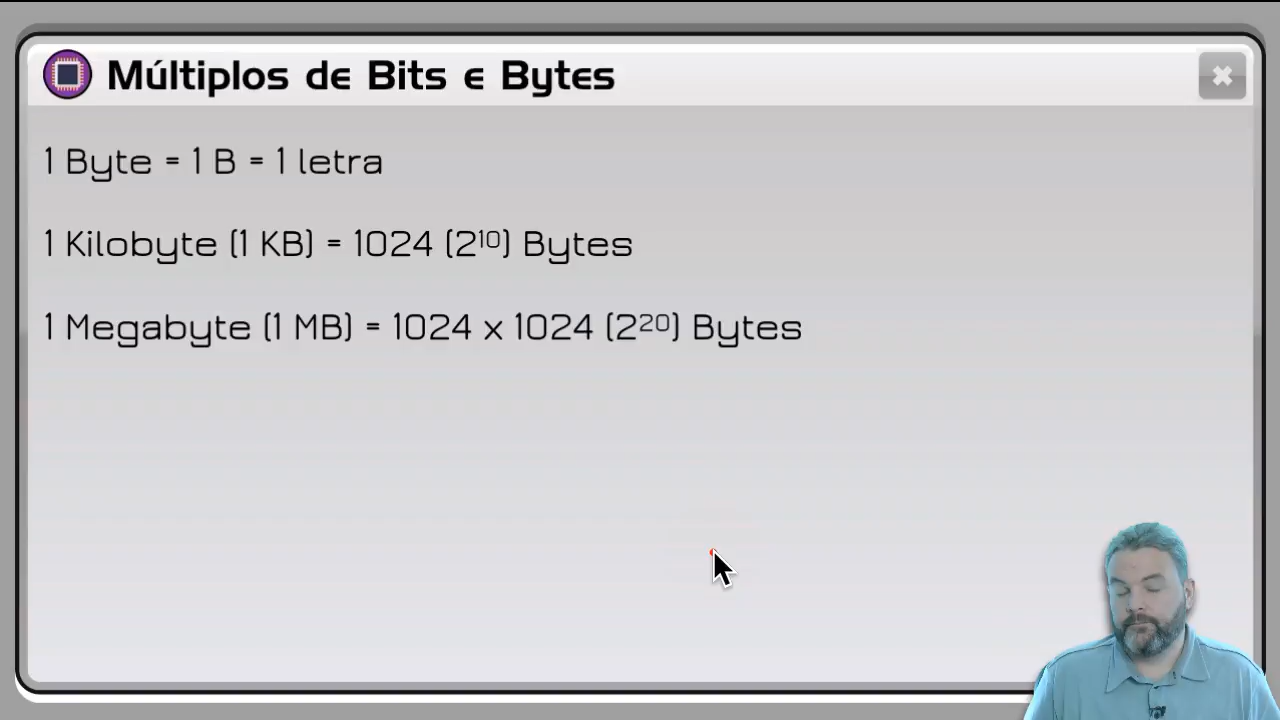 Múltiplos de Bits e Bytes
1 Byte = 1 B = 1 letra
1 Kilobyte (1 KB) = 1024 (2¹⁰) Bytes
1 Megabyte (1 MB) = 1024 x 1024 (2²⁰) Bytes